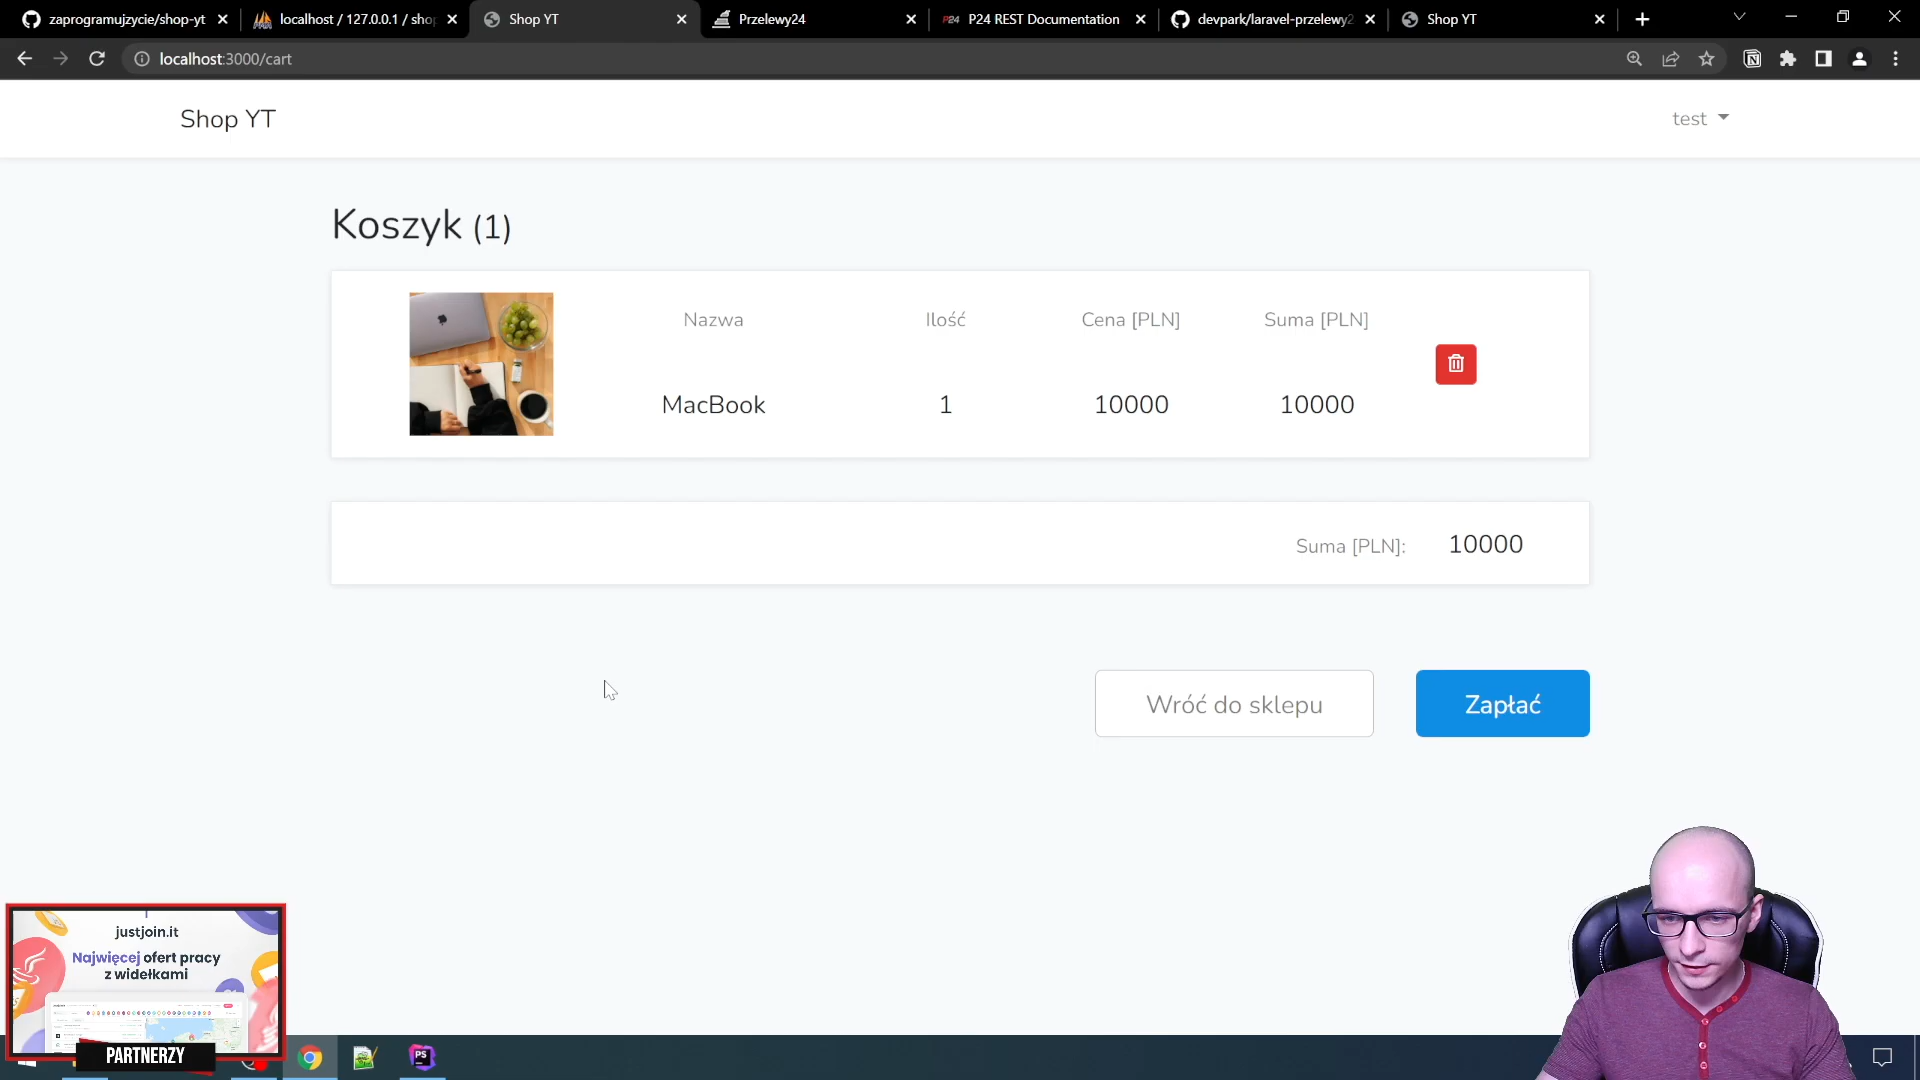 zaprogramujzycie/shop-yt
localhost / 127.0.0.1 / shop
Shop YT
Przelewy24
P24 P24 REST Documentation
devpark/laravel-przelewy2
Shop YT
localhost:3000/cart
Shop YT
test
Koszyk (1)
Nazwa Ilość Cena [PLN] Suma [PLN]
MacBook 1 10000 10000
Suma [PLN]: 10000
Wróć do sklepu
Zapłać
justjoin.it
Najwięcej ofert pracy
z widełkami
PARTNERZY
PS